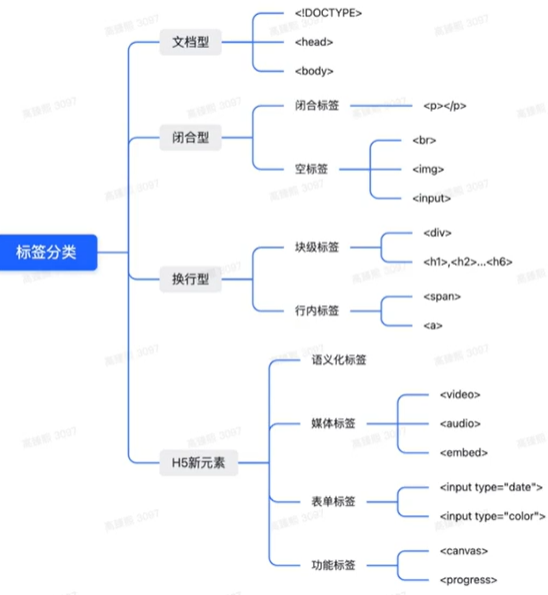 标签分类
文档型
<!DOCTYPE>
<head>
<body>
闭合型
闭合标签
<p></p>
空标签
<br>
<img>
<input>
换行型
块级标签
<div>
<h1>,<h2>...<h6>
行内标签
<span>
<a>
H5新元素
语义化标签
媒体标签
<video>
<audio>
<embed>
表单标签
<input type="date">
<input type="color">
功能标签
<canvas>
<progress>